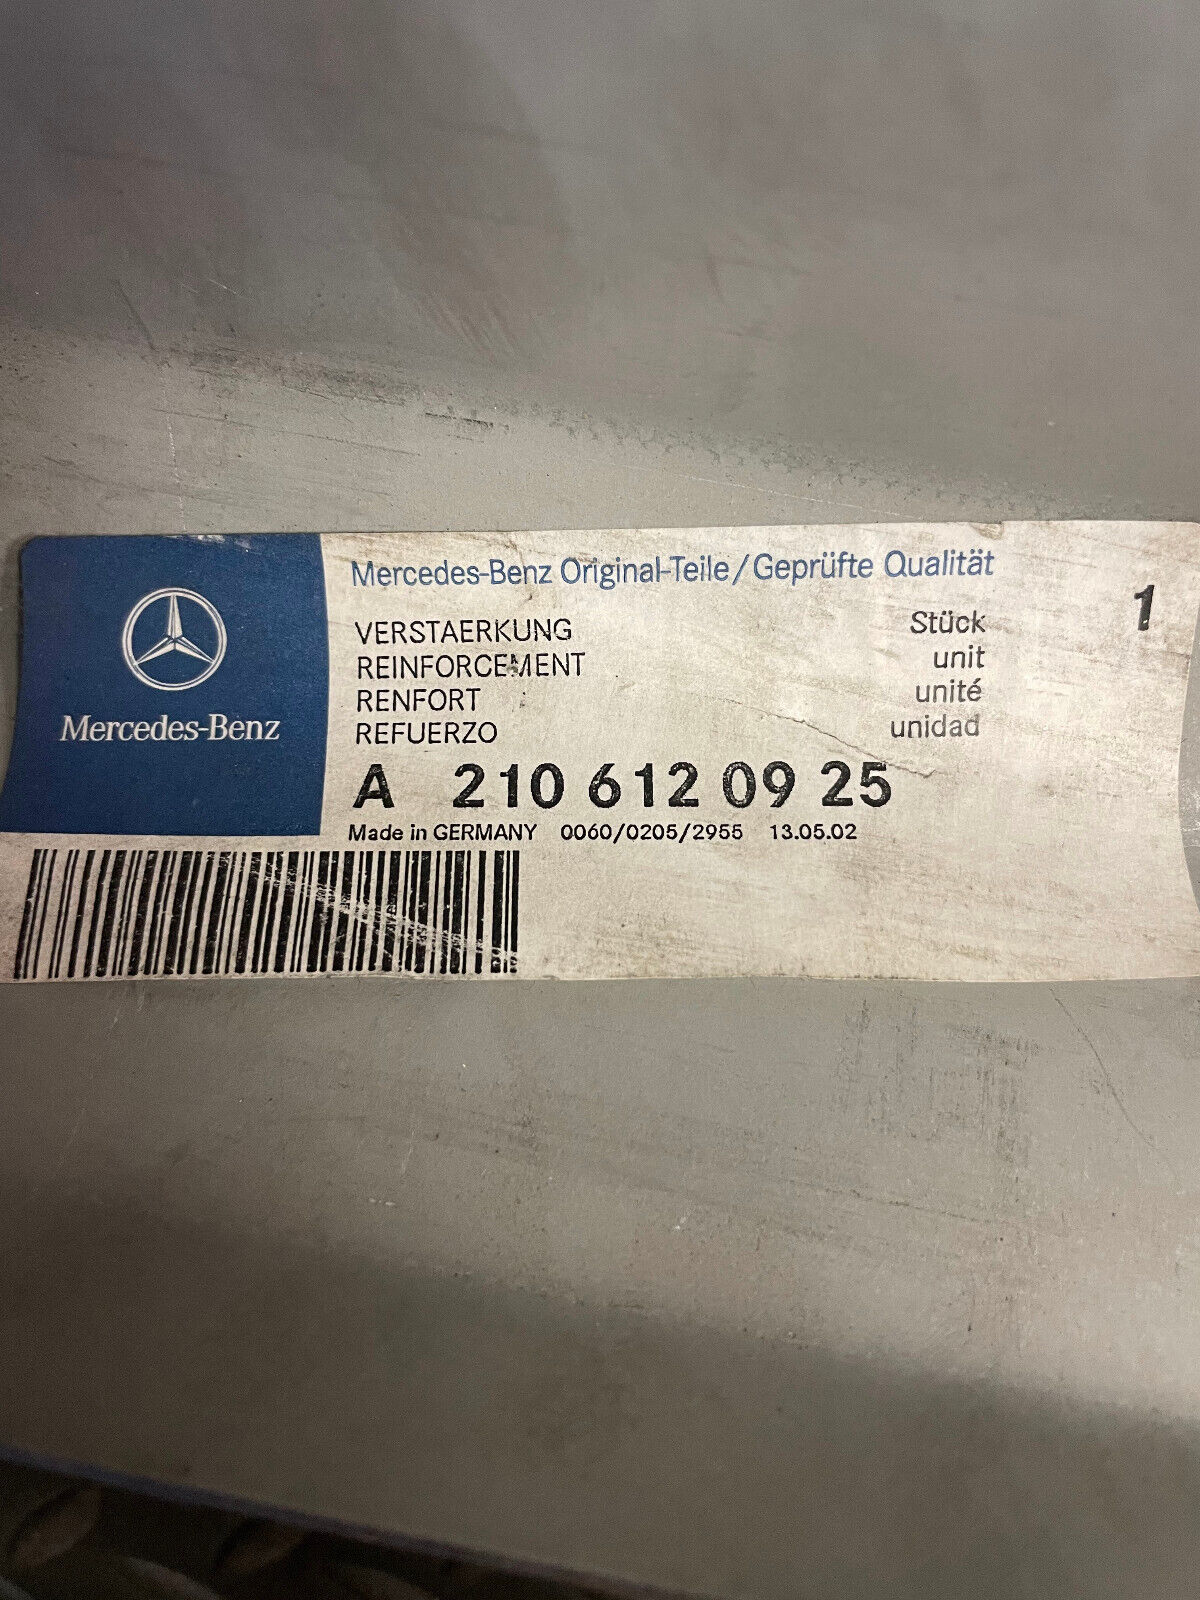 Mercedes-Benz Original-Teile/Geprüfte Qualität
VERSTAERKUNG Stück 1
REINFORCEMENT unit
RENFORT unité
REFUERZO unidad
Mercedes-Benz
A 210 612 09 25
Made in GERMANY 0060/0205/2955 13.05.02